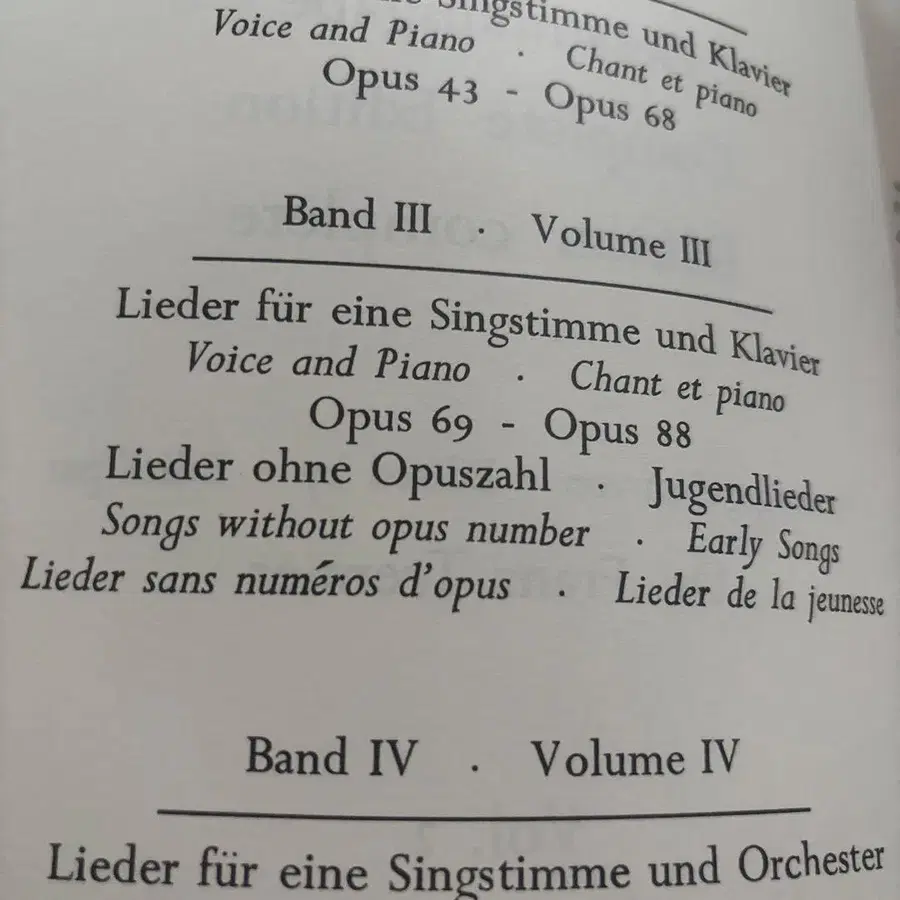 Singstimme und Klavier
Voice and Piano · Chant et piano
Opus 43 - Opus 68
Band III · Volume III
Lieder für eine Singstimme und Klavier
Voice and Piano · Chant et piano
Opus 69 - Opus 88
Lieder ohne Opuszahl · Jugendlieder
Songs without opus number · Early Songs
Lieder sans numéros d'opus · Lieder de la jeunesse
Band IV · Volume IV
Lieder für eine Singstimme und Orchester